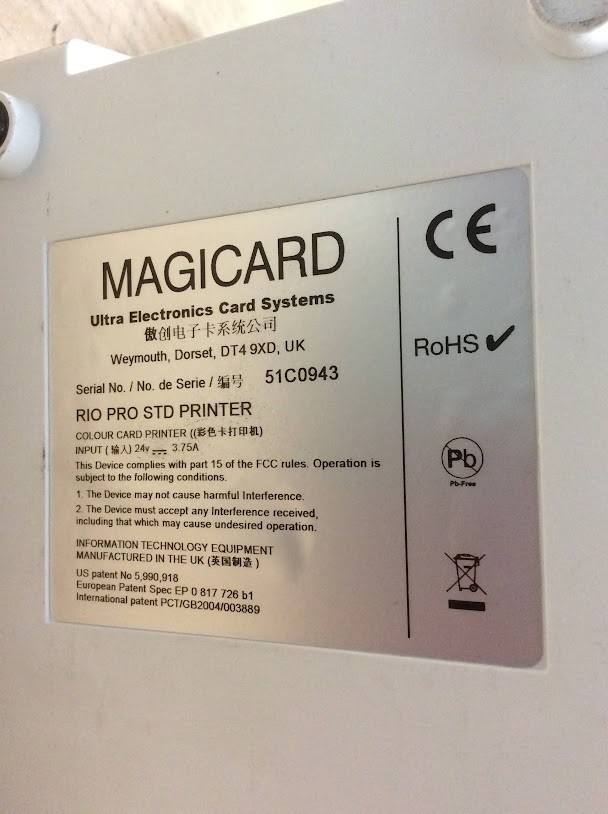 MAGICARD
Ultra Electronics Card Systems
傲创电子卡系统公司
Weymouth, Dorset, DT4 9XD, UK
Serial No. / No. de Serie / 编号 51C0943
RIO PRO STD PRINTER
COLOUR CARD PRINTER ((彩色卡打印机)
INPUT ( 输入) 24v⎓ 3.75A
This Device complies with part 15 of the FCC rules. Operation is
subject to the following conditions.
1. The Device may not cause harmful Interference.
2. The Device must accept any Interference received,
including that which may cause undesired operation.
INFORMATION TECHNOLOGY EQUIPMENT
MANUFACTURED IN THE UK (英国制造 )
US patent No 5,990,918
European Patent Spec EP 0 817 726 b1
International patent PCT/GB2004/003889
CE
RoHS ✔
Pb
Pb-Free